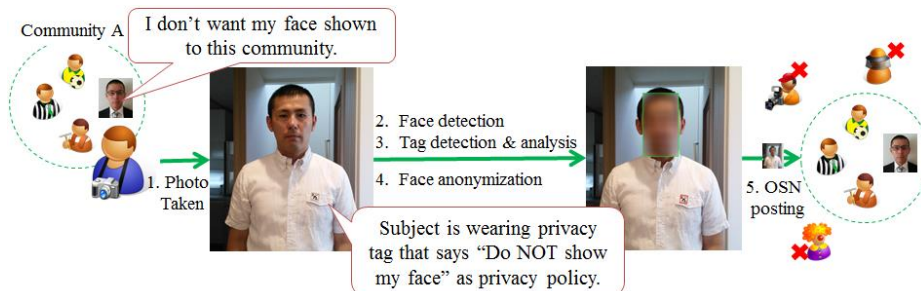 Community A
I don’t want my face shown
to this community.
1. Photo
Taken
2. Face detection
3. Tag detection & analysis
4. Face anonymization
Subject is wearing privacy
tag that says “Do NOT show
my face” as privacy policy.
5. OSN
posting